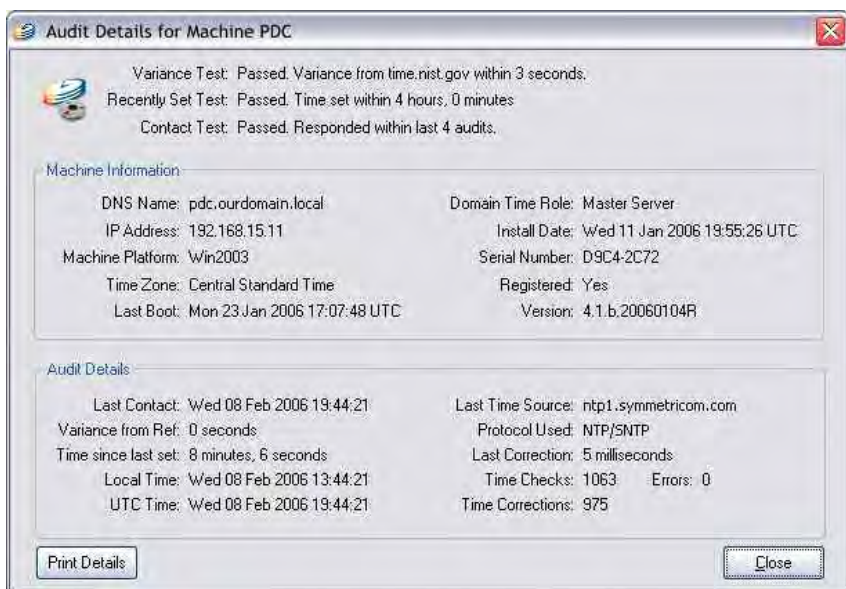 Audit Details for Machine PDC
Variance Test: Passed. Variance from time.nist.gov within 3 seconds.
Recently Set Test: Passed. Time set within 4 hours, 0 minutes
Contact Test: Passed. Responded within last 4 audits.
Machine Information
DNS Name: pdc.ourdomain.local
IP Address: 192.168.15.11
Machine Platform: Win2003
Time Zone: Central Standard Time
Last Boot: Mon 23 Jan 2006 17:07:48 UTC
Domain Time Role: Master Server
Install Date: Wed 11 Jan 2006 19:55:26 UTC
Serial Number: D9C4-2C72
Registered: Yes
Version: 4.1.b.20060104R
Audit Details
Last Contact: Wed 08 Feb 2006 19:44:21
Variance from Ref: 0 seconds
Time since last set: 8 minutes, 6 seconds
Local Time: Wed 08 Feb 2006 13:44:21
UTC Time: Wed 08 Feb 2006 19:44:21
Last Time Source: ntp1.symmetricom.com
Protocol Used: NTP/SNTP
Last Correction: 5 milliseconds
Time Checks: 1063 Errors: 0
Time Corrections: 975
Print Details
Close